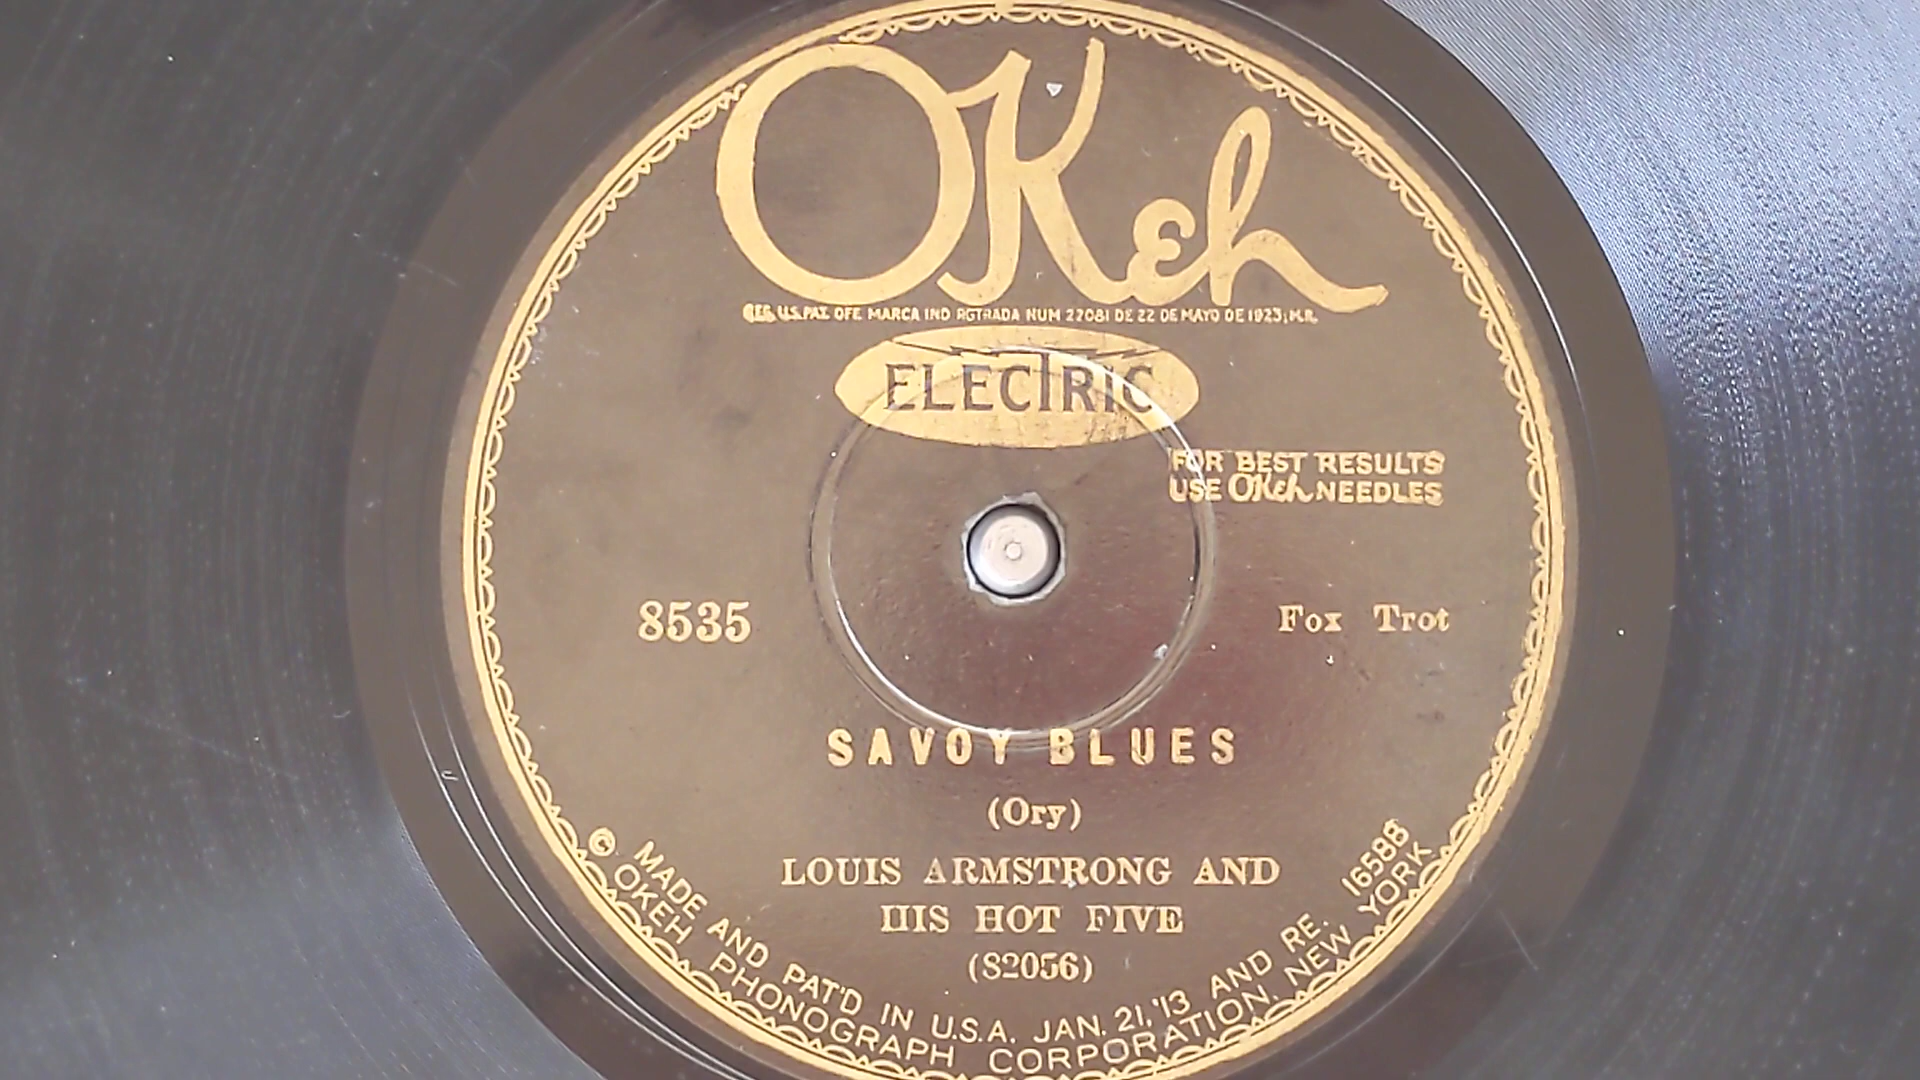 OKeh
REG. U.S. PAT. OFF. MARCA IND RGTRADA NUM 22081 DE 22 DE MAYO DE 1923; M.R.
ELECTRIC
FOR BEST RESULTS
USE OKeh NEEDLES
8535
Fox Trot
SAVOY BLUES
(Ory)
LOUIS ARMSTRONG AND
HIS HOT FIVE
(82056)
© MADE AND PAT'D IN U.S.A. JAN. 21, '13 AND RE. 16588
OKEH PHONOGRAPH CORPORATION, NEW YORK